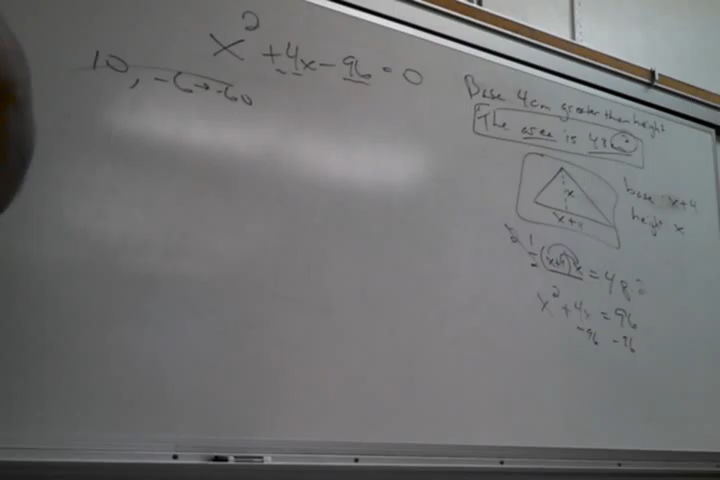 x² + 4x - 96 = 0
10, -6 → -60
Base 4cm greater then height
The area is 48
x
x+4
base x+4
height x
1/2 (x+4)x = 48
x² + 4x = 96
-96 -96